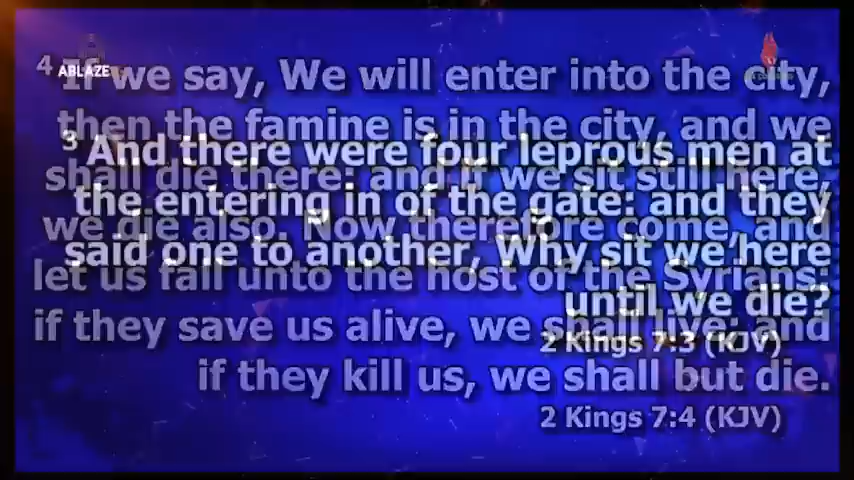 ABLAZE
4 If we say, We will enter into the city,
then the famine is in the city, and we
shall die there: and if we sit still here,
we die also. Now therefore come, and
let us fall unto the host of the Syrians:
if they save us alive, we shall live; and
if they kill us, we shall but die.
2 Kings 7:4 (KJV)
3 And there were four leprous men at
the entering in of the gate: and they
said one to another, Why sit we here
until we die?
2 Kings 7:3 (KJV)